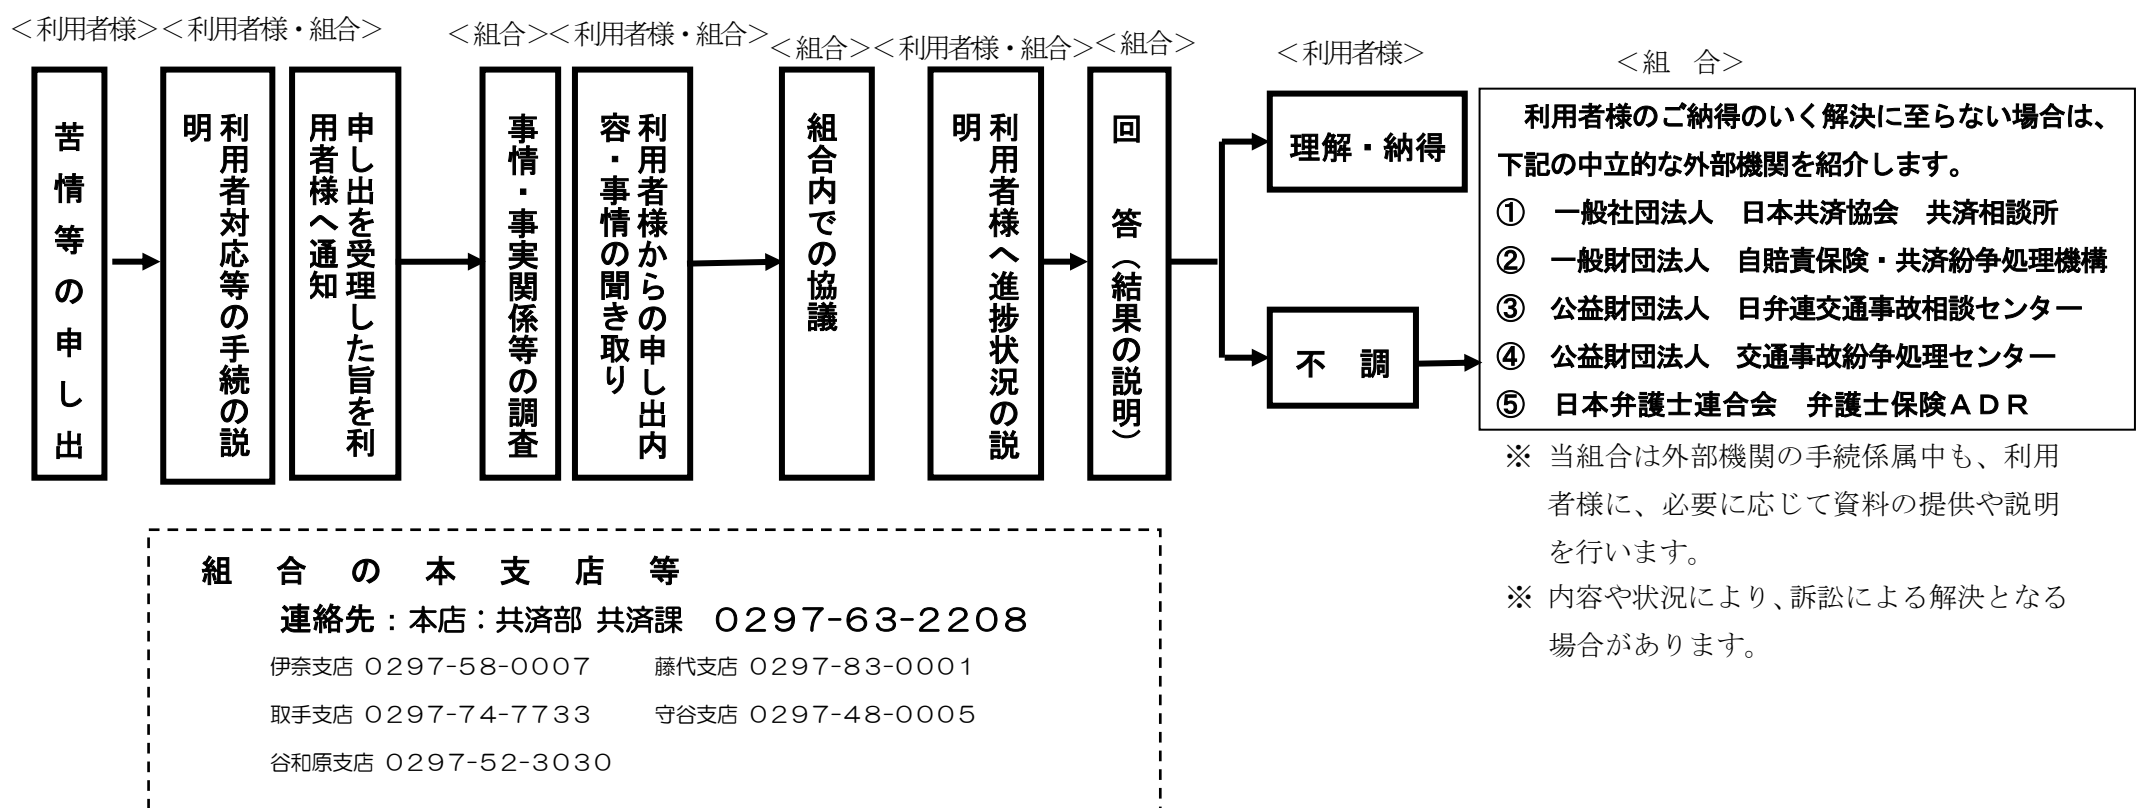 ＜利用者様＞＜利用者様・組合＞
＜組合＞＜利用者様・組合＞
＜組合＞＜利用者様・組合＞
＜組合＞
＜利用者様＞
＜組　合＞
苦情等の申し出
利用者対応等の手続の説
明
申し出を受理した旨を利
用者様へ通知
事情・事実関係等の調査
利用者様からの申し出内
容・事情の聞き取り
組合内での協議
利用者様へ進捗状況の説
明
回　答（結果の説明）
理解・納得
不　調
利用者様のご納得のいく解決に至らない場合は、
下記の中立的な外部機関を紹介します。
①　一般社団法人　日本共済協会　共済相談所
②　一般財団法人　自賠責保険・共済紛争処理機構
③　公益財団法人　日弁連交通事故相談センター
④　公益財団法人　交通事故紛争処理センター
⑤　日本弁護士連合会　弁護士保険ＡＤＲ
※ 当組合は外部機関の手続係属中も、利用
者様に、必要に応じて資料の提供や説明
を行います。
※ 内容や状況により、訴訟による解決となる
場合があります。
組　合　の　本　支　店　等
連絡先：本店：共済部 共済課　０２９７-６３-２２０８
伊奈支店 ０２９７-５８-０００７　　藤代支店 ０２９７-８３-０００１
取手支店 ０２９７-７４-７７３３　　守谷支店 ０２９７-４８-０００５
谷和原支店 ０２９７-５２-３０３０